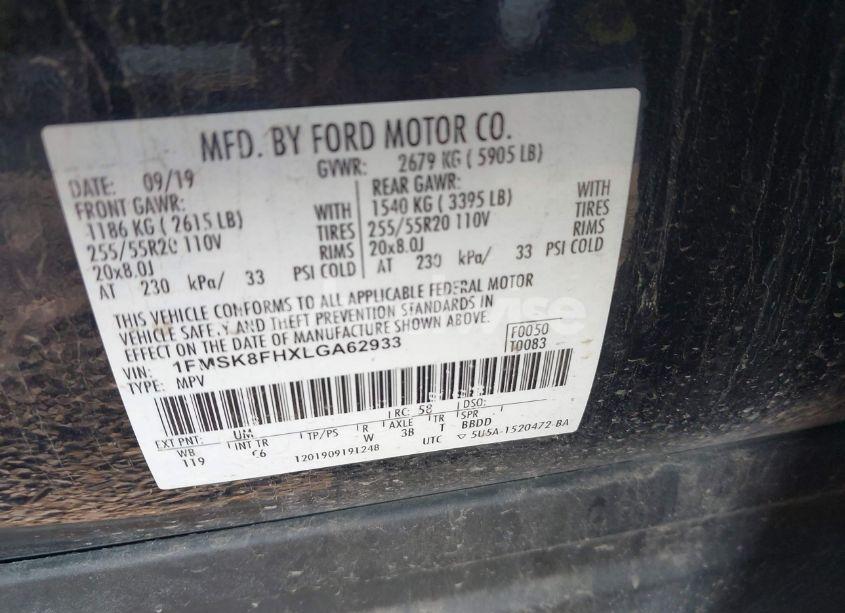 MFD. BY FORD MOTOR CO.
DATE: 09/19 GVWR: 2679 KG ( 5905 LB)
FRONT GAWR: REAR GAWR:
1186 KG ( 2615 LB) WITH 1540 KG ( 3395 LB) WITH
255/55R20 110V TIRES 255/55R20 110V TIRES
20x8.0J RIMS 20x8.0J RIMS
AT 230 kPa/ 33 PSI COLD AT 230 kPa/ 33 PSI COLD
THIS VEHICLE CONFORMS TO ALL APPLICABLE FEDERAL MOTOR
VEHICLE SAFETY AND THEFT PREVENTION STANDARDS IN
EFFECT ON THE DATE OF MANUFACTURE SHOWN ABOVE.
VIN: 1FMSK8FHXLGA62933 F0050
TYPE: MPV T0083
RC: 58 DSO:
EXT PNT: UM
WB INT TR TP/PS R AXLE TR SPR
119 W 3B T BBDD
1201909191248 UTC 5U5A-1520472-BA